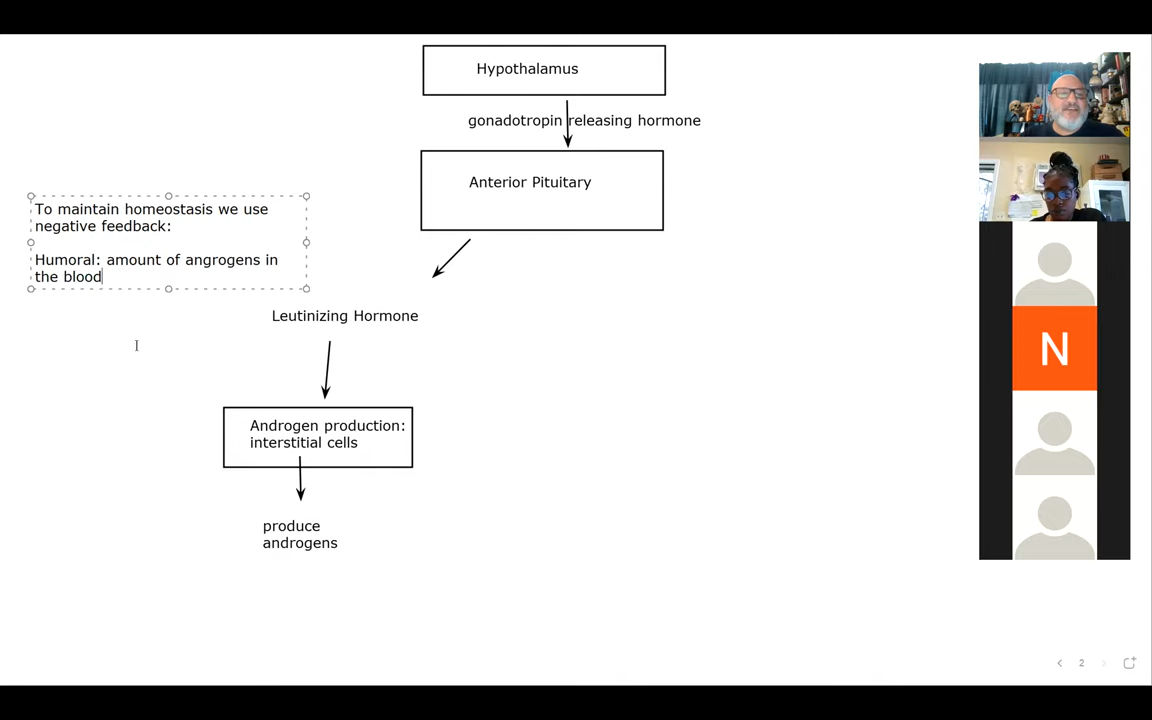 Hypothalamus
gonadotropin releasing hormone
Anterior Pituitary
To maintain homeostasis we use
negative feedback:
Humoral: amount of angrogens in
the blood
Leutinizing Hormone
Androgen production:
interstitial cells
produce
androgens
N
2